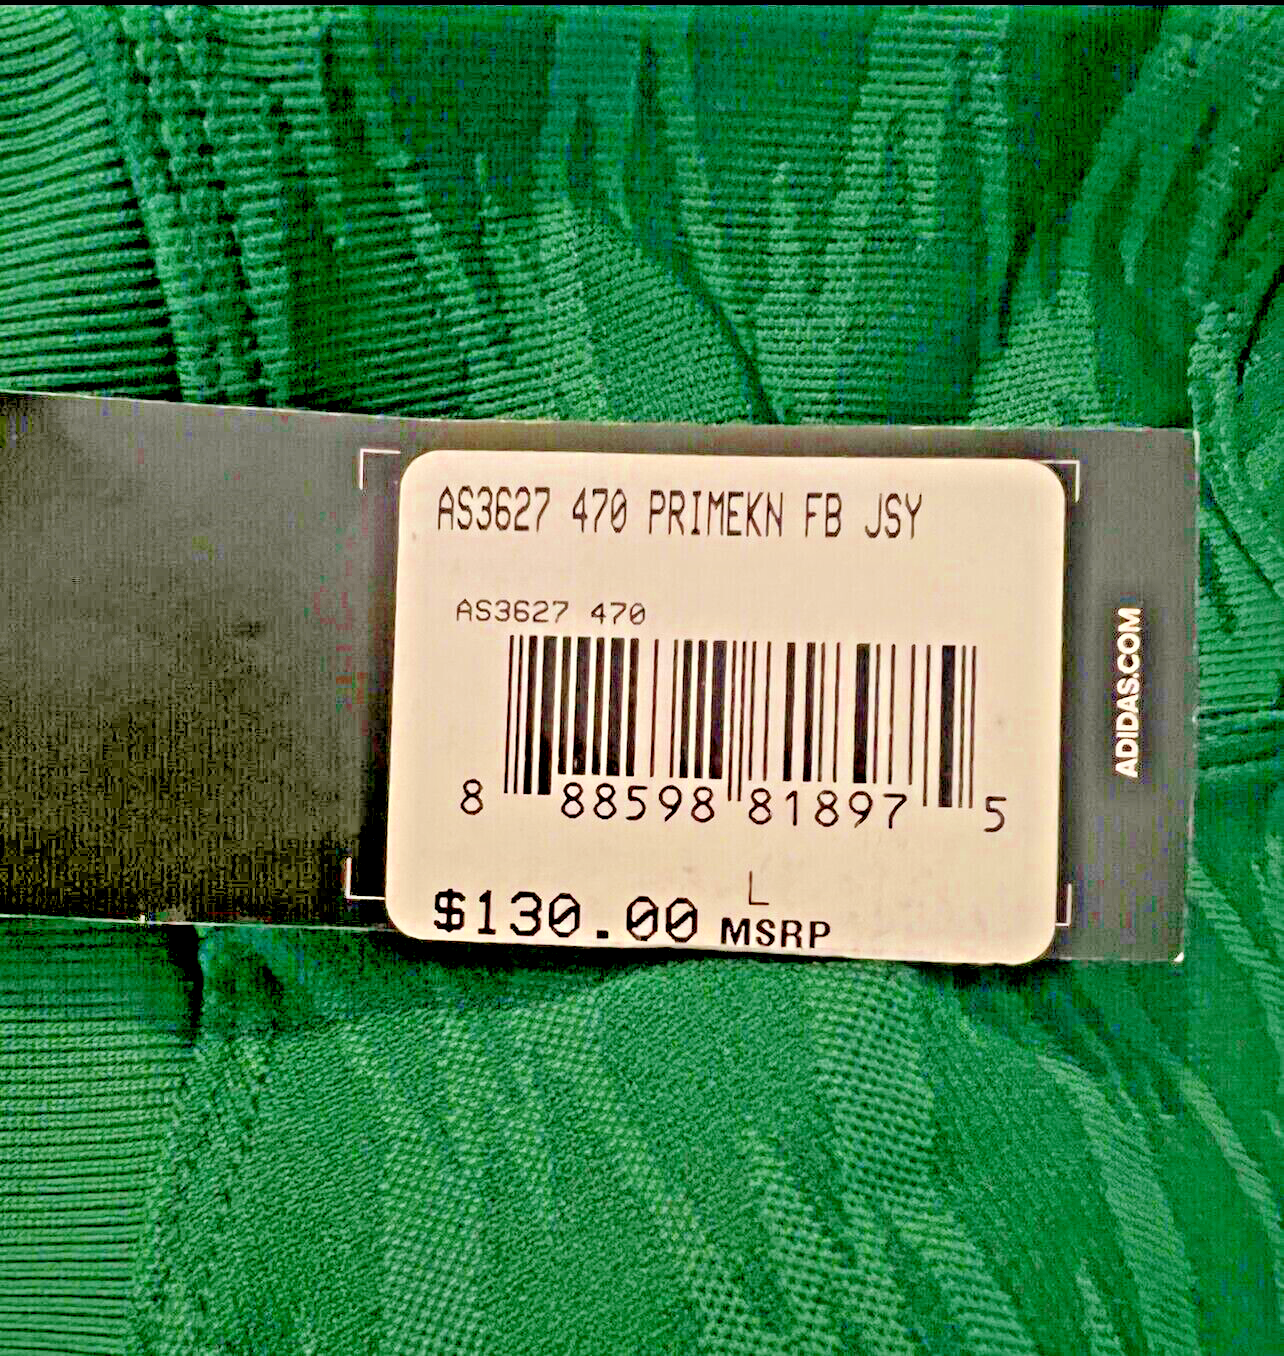 AS3627 470 PRIMEKN FB JSY
AS3627 470
8 88598 81897 5
L
$130.00 MSRP
ADIDAS.COM